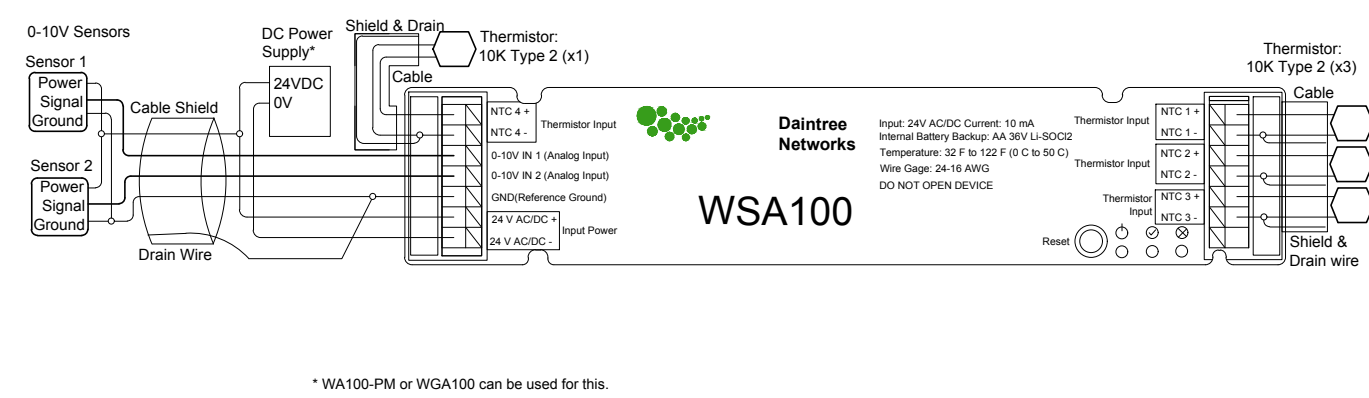 0-10V Sensors
Sensor 1
Power
Signal
Ground
Sensor 2
Power
Signal
Ground
Cable Shield
Drain Wire
DC Power
Supply*
24VDC
0V
Shield & Drain
Cable
Thermistor:
10K Type 2 (x1)
NTC 4 +
NTC 4 -
Thermistor Input
0-10V IN 1 (Analog Input)
0-10V IN 2 (Analog Input)
GND(Reference Ground)
24 V AC/DC +
24 V AC/DC -
Input Power
Daintree
Networks
WSA100
Input: 24V AC/DC Current: 10 mA
Internal Battery Backup: AA 36V Li-SOCl2
Temperature: 32 F to 122 F (0 C to 50 C)
Wire Gage: 24-16 AWG
DO NOT OPEN DEVICE
Reset
Thermistor Input
NTC 1 +
NTC 1 -
Thermistor Input
NTC 2 +
NTC 2 -
Thermistor
Input
NTC 3 +
NTC 3 -
Thermistor:
10K Type 2 (x3)
Cable
Shield &
Drain wire
* WA100-PM or WGA100 can be used for this.